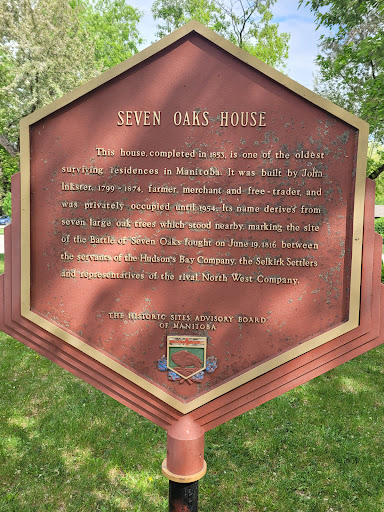 SEVEN OAKS HOUSE
This house, completed in 1853, is one of the oldest
surviving residences in Manitoba. It was built by John
Inkster, 1799 - 1874, farmer, merchant and free-trader, and
was privately occupied until 1954. Its name derives from
seven large oak trees which stood nearby, marking the site
of the Battle of Seven Oaks fought on June 19, 1816 between
the servants of the Hudson's Bay Company, the Selkirk Settlers
and representatives of the rival North West Company.
THE HISTORIC SITES ADVISORY BOARD
OF MANITOBA